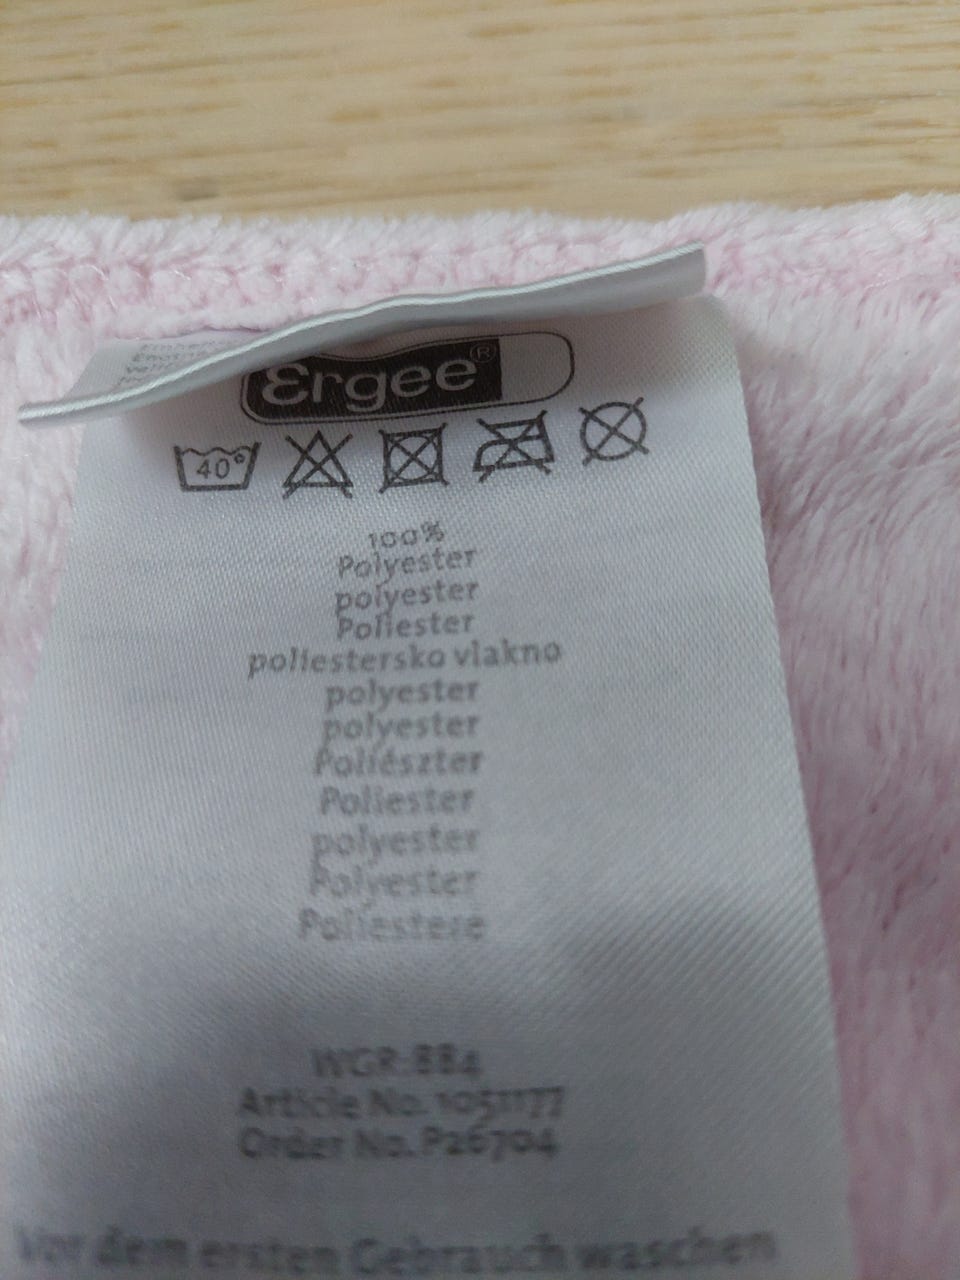 Ergee®
40°
100%
Polyester
polyester
Poliester
poliestersko vlakno
polyester
polyester
Poliészter
Poliester
polyester
Polyester
Poliestere
WGR:884
Article No. 1051177
Order No. P26704
Vor dem ersten Gebrauch waschen